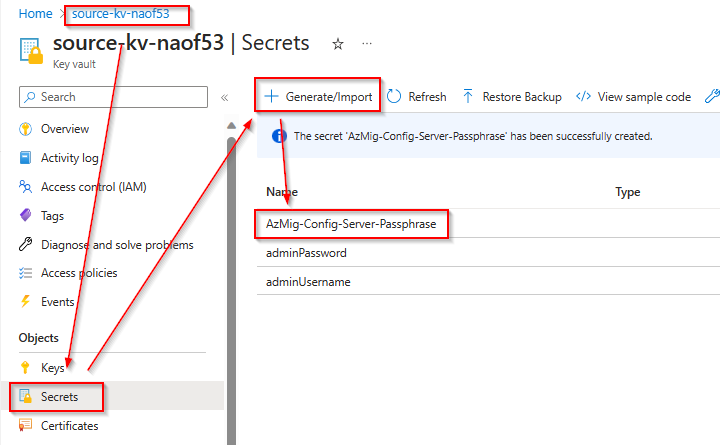 Home > source-kv-naof53
source-kv-naof53 | Secrets ☆ ...
Key vault
Search «
+ Generate/Import Refresh Restore Backup </> View sample code
Overview
The secret 'AzMig-Config-Server-Passphrase' has been successfully created.
Activity log
Access control (IAM)
Name Type
Tags
AzMig-Config-Server-Passphrase
Diagnose and solve problems
adminPassword
Access policies
adminUsername
Events
Objects
Keys
Secrets
Certificates